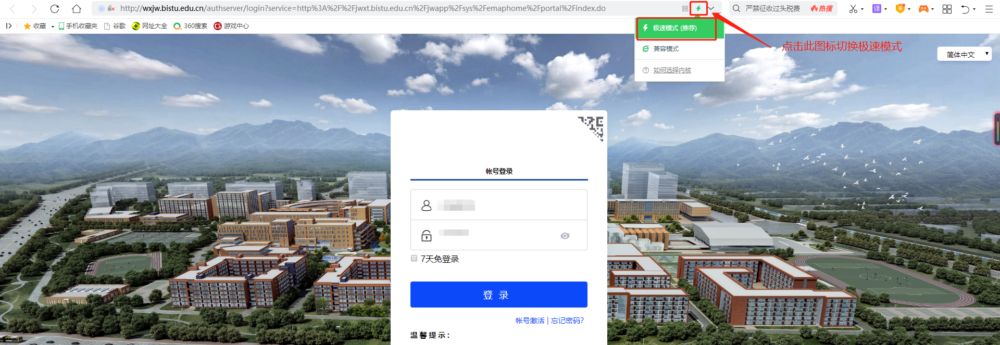 http://wxjw.bistu.edu.cn/authserver/login?service=http%3A%2F%2Fjwxt.bistu.edu.cn%2Fjwapp%2Fsys%2Femaphome%2Fportal%2Findex.do
严禁征收过头税费
热搜
译
收藏
手机收藏夹
谷歌
网址大全
360搜索
游戏中心
极速模式 (推荐)
兼容模式
如何选择内核
点击此图标切换极速模式
简体中文
帐号登录
7天免登录
登 录
帐号激活 | 忘记密码?
温馨提示：